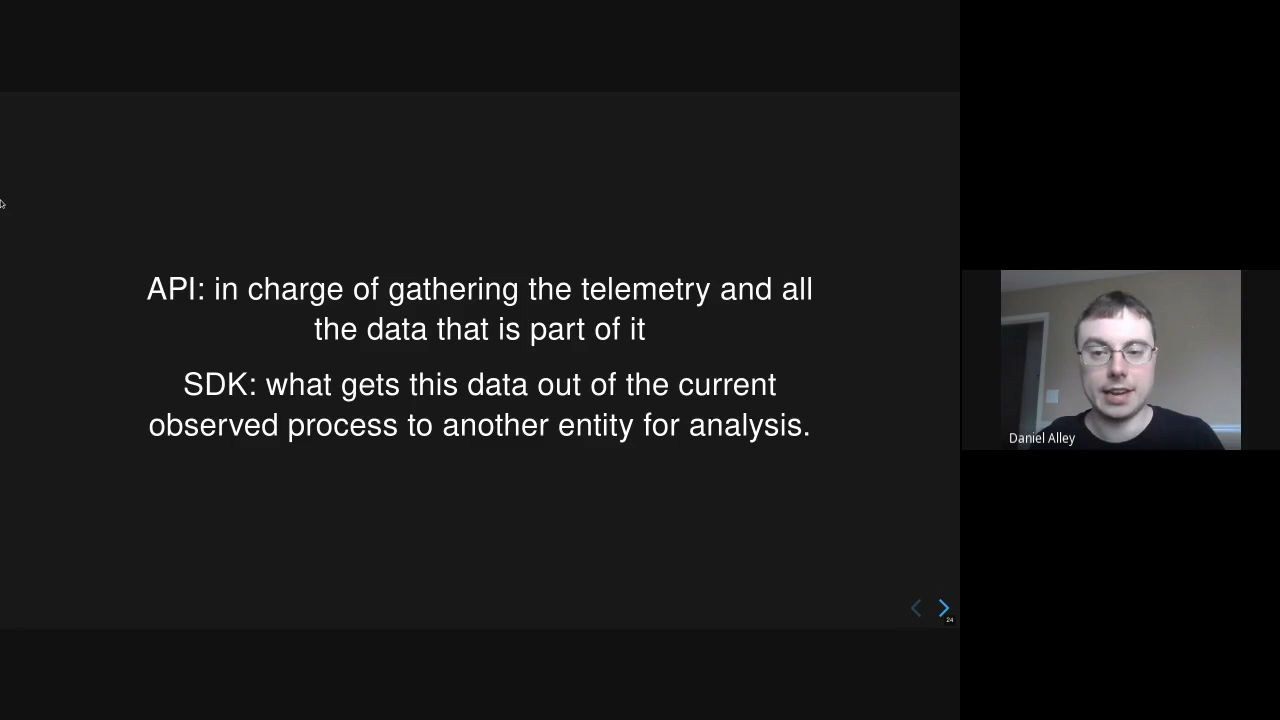 API: in charge of gathering the telemetry and all
the data that is part of it
SDK: what gets this data out of the current
observed process to another entity for analysis.
24
Daniel Alley